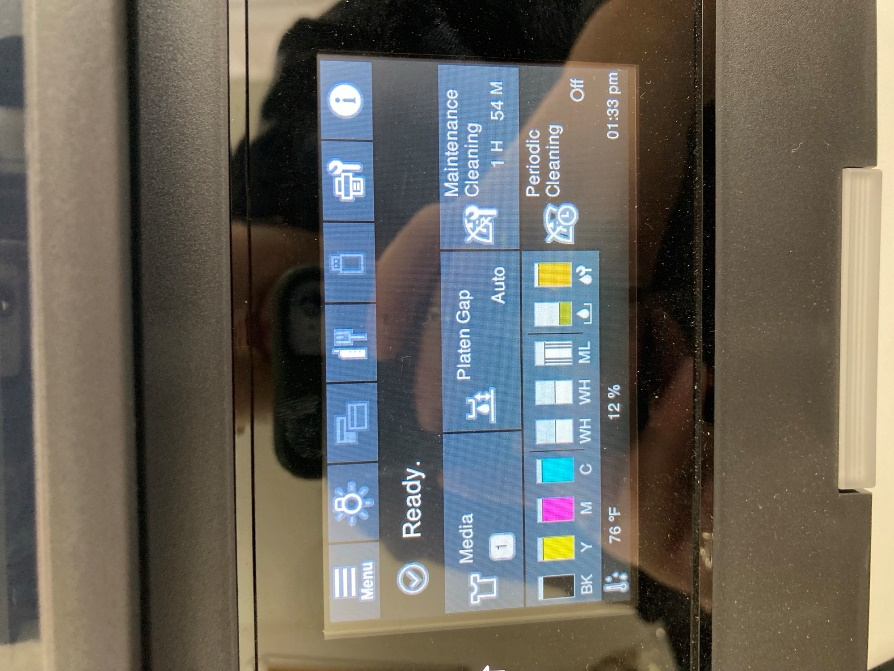 Menu
Ready.
Media
1
Platen Gap
Auto
Maintenance
Cleaning
1 H 54 M
BK Y M C WH WH ML
Periodic
Cleaning
Off
76 °F 12 % 01:33 pm